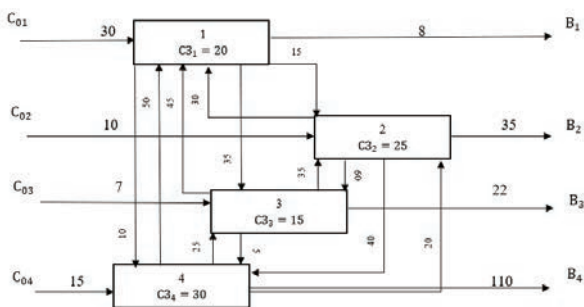 C₀₁ 30 1 8 B₁
C3₁ = 20 15
50 45 30
C₀₂ 10 2 35 B₂
C3₂ = 25
35 35 60
C₀₃ 7 3 22 B₃
C3₃ = 15
10 25 5 40 20
C₀₄ 15 4 110 B₄
C3₄ = 30